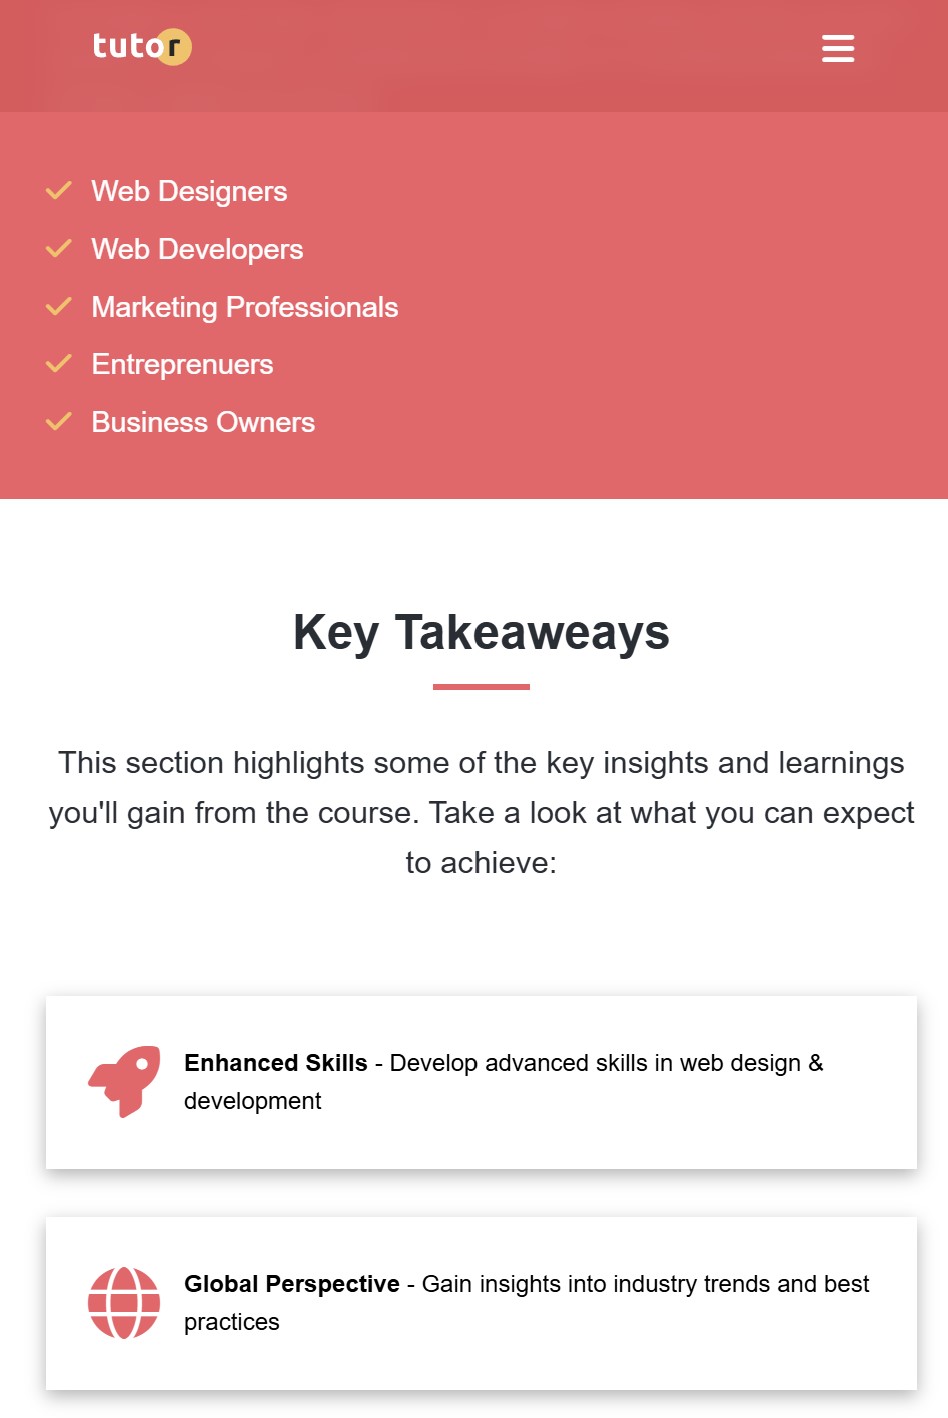 tutor
Web Designers
Web Developers
Marketing Professionals
Entreprenuers
Business Owners
Key Takeaweays
This section highlights some of the key insights and learnings
you'll gain from the course. Take a look at what you can expect
to achieve:
Enhanced Skills - Develop advanced skills in web design &
development
Global Perspective - Gain insights into industry trends and best
practices